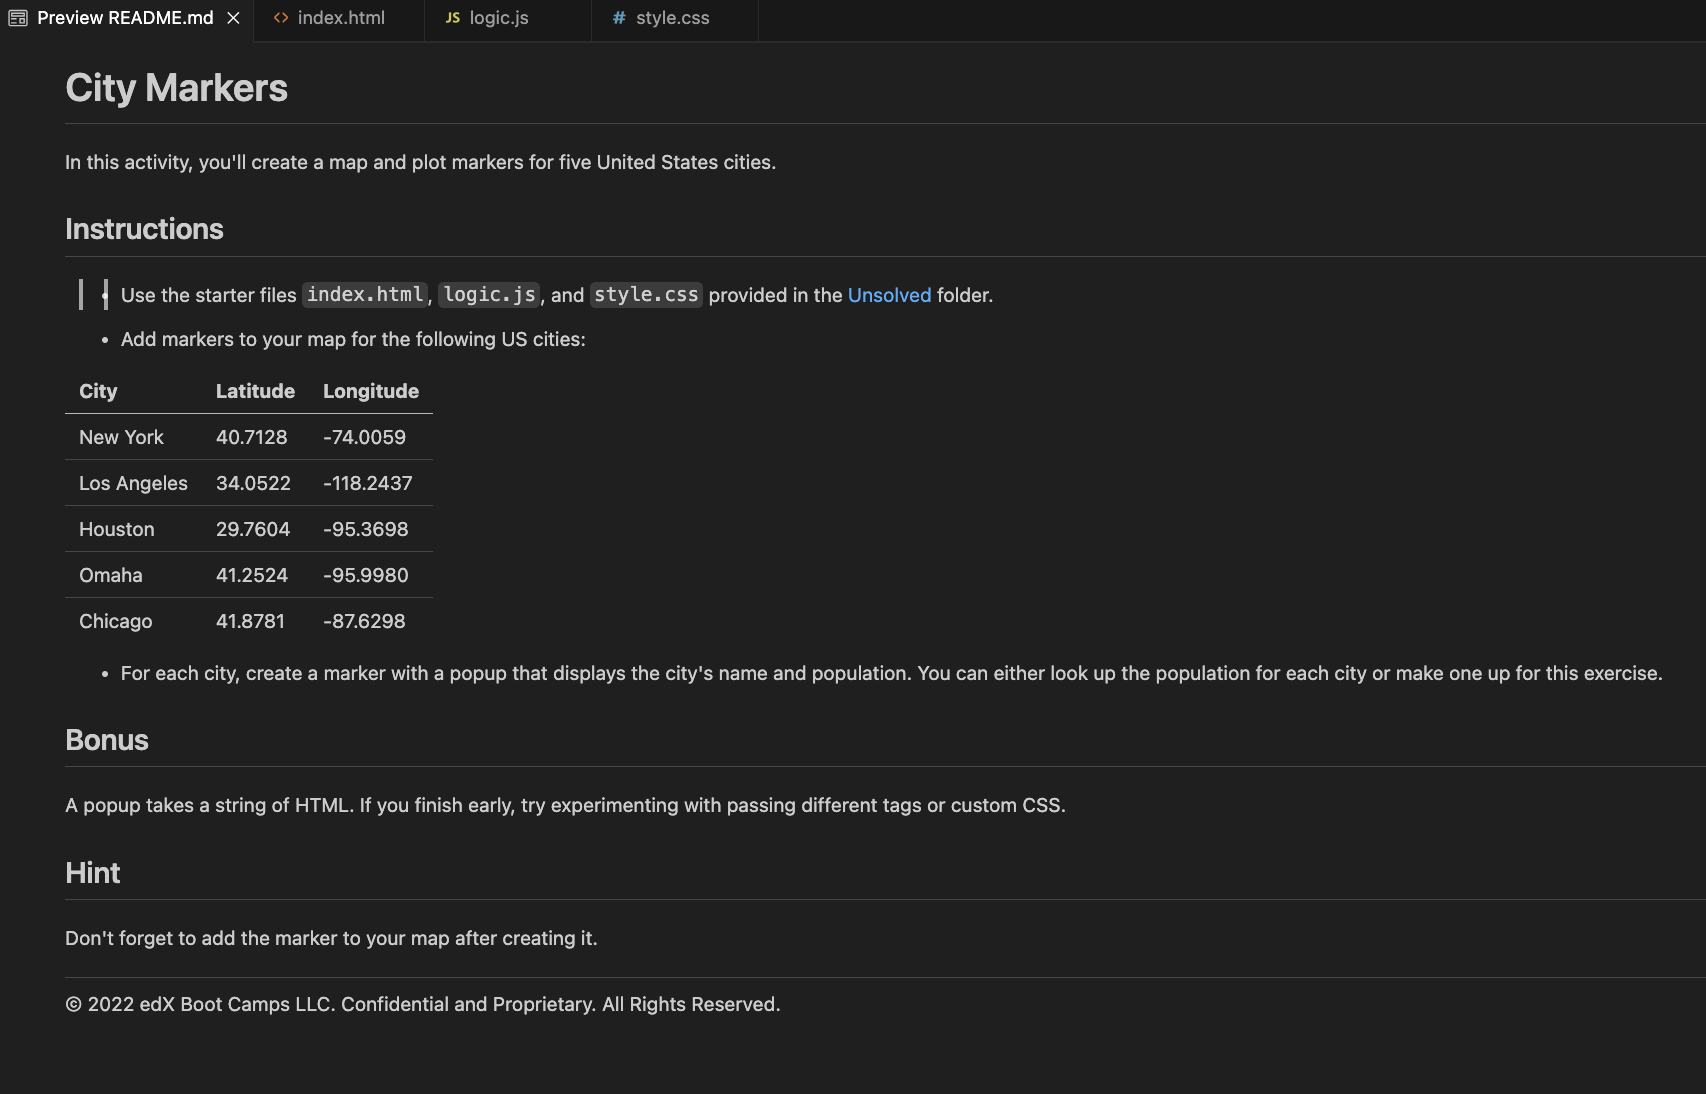 Preview README.md
index.html
JS logic.js
# style.css
City Markers
In this activity, you'll create a map and plot markers for five United States cities.
Instructions
• Use the starter files index.html, logic.js, and style.css provided in the Unsolved folder.
• Add markers to your map for the following US cities:
City Latitude Longitude
New York 40.7128 -74.0059
Los Angeles 34.0522 -118.2437
Houston 29.7604 -95.3698
Omaha 41.2524 -95.9980
Chicago 41.8781 -87.6298
• For each city, create a marker with a popup that displays the city's name and population. You can either look up the population for each city or make one up for this exercise.
Bonus
A popup takes a string of HTML. If you finish early, try experimenting with passing different tags or custom CSS.
Hint
Don't forget to add the marker to your map after creating it.
© 2022 edX Boot Camps LLC. Confidential and Proprietary. All Rights Reserved.